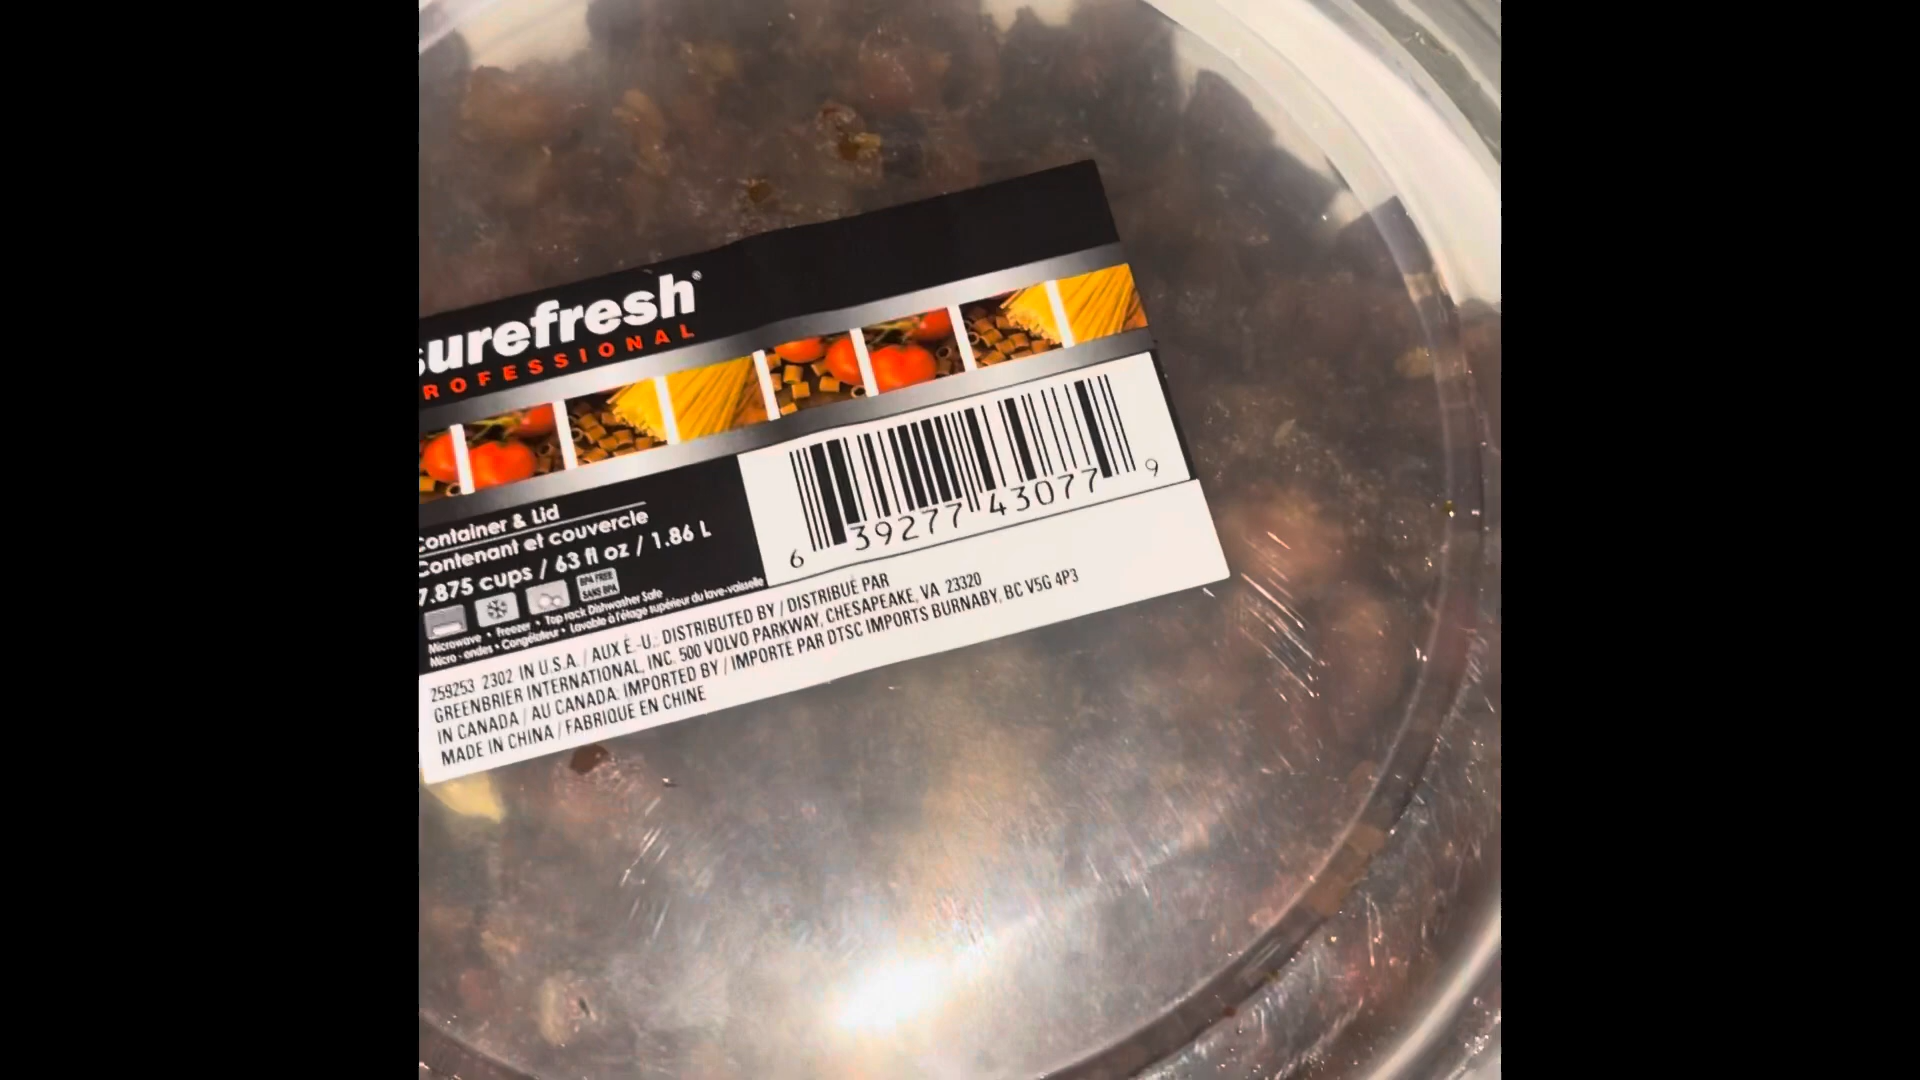 surefresh®
PROFESSIONAL
Container & Lid
Contenant et couvercle
7.875 cups / 63 fl oz / 1.86 L
BPA FREE
SANS BPA
Microwave • Freezer • Top rack Dishwasher Safe
Micro-ondes • Congélateur • Lavable à l'étage supérieur du lave-vaisselle
6 39277 43077 9
259253 2302 IN U.S.A. / AUX É.-U.: DISTRIBUTED BY / DISTRIBUÉ PAR
GREENBRIER INTERNATIONAL, INC. 500 VOLVO PARKWAY, CHESAPEAKE, VA 23320
IN CANADA / AU CANADA: IMPORTED BY / IMPORTÉ PAR DTSC IMPORTS BURNABY, BC V5G 4P3
MADE IN CHINA / FABRIQUÉ EN CHINE